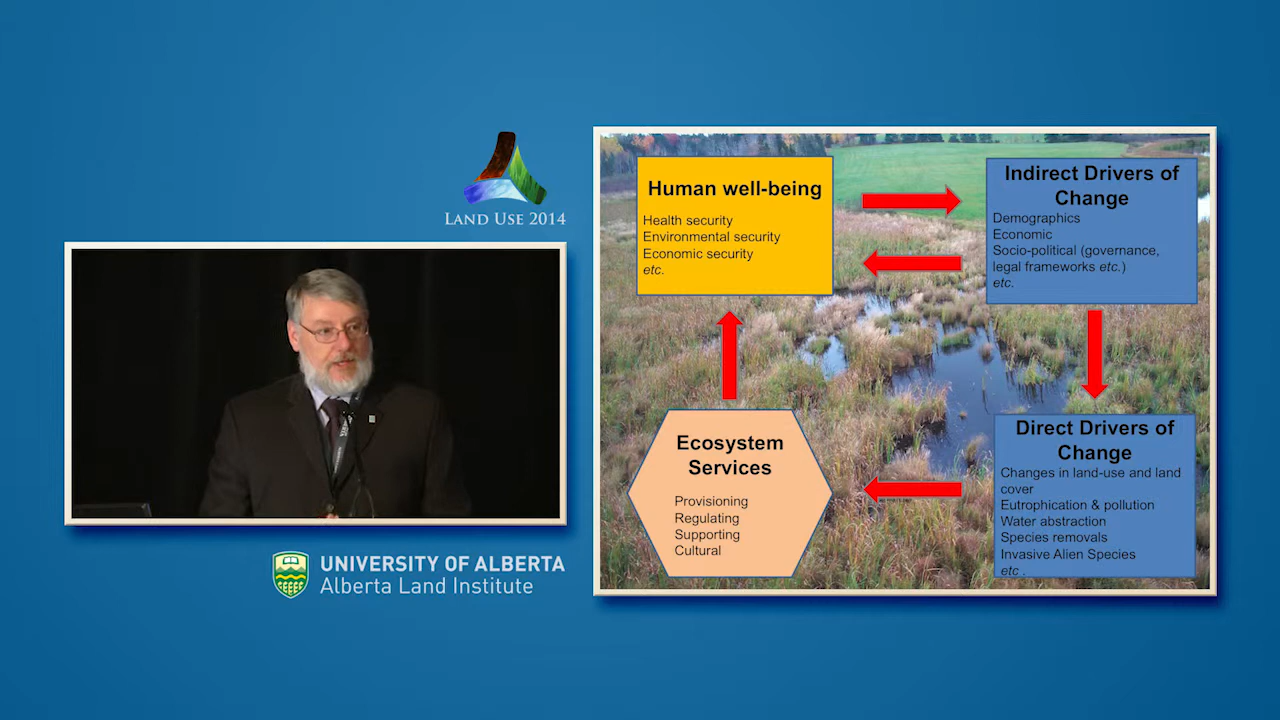 LAND USE 2014
UNIVERSITY OF ALBERTA
Alberta Land Institute
Human well-being
Health security
Environmental security
Economic security
etc.
Indirect Drivers of
Change
Demographics
Economic
Socio-political (governance,
legal frameworks etc.)
etc.
Ecosystem
Services
Provisioning
Regulating
Supporting
Cultural
Direct Drivers of
Change
Changes in land-use and land
cover
Eutrophication & pollution
Water abstraction
Species removals
Invasive Alien Species
etc .